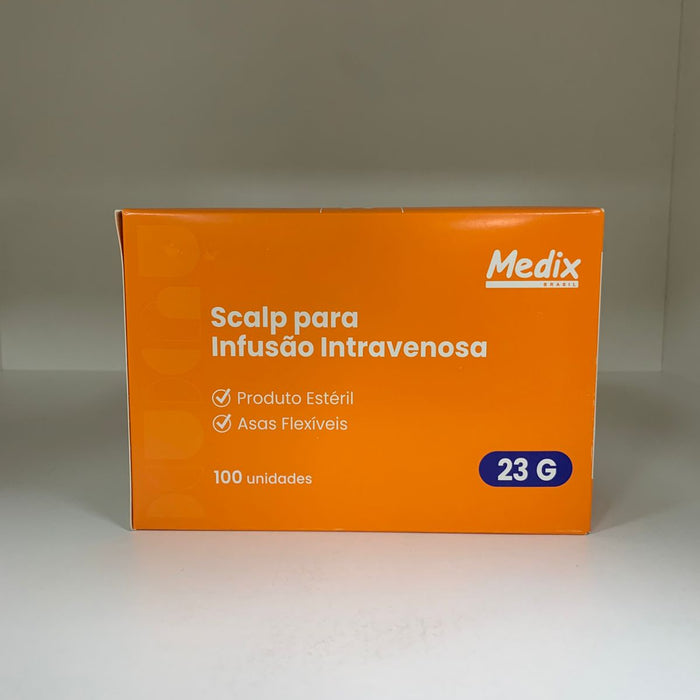 Medix
BRASIL
Scalp para
Infusão Intravenosa
Produto Estéril
Asas Flexíveis
100 unidades
23 G